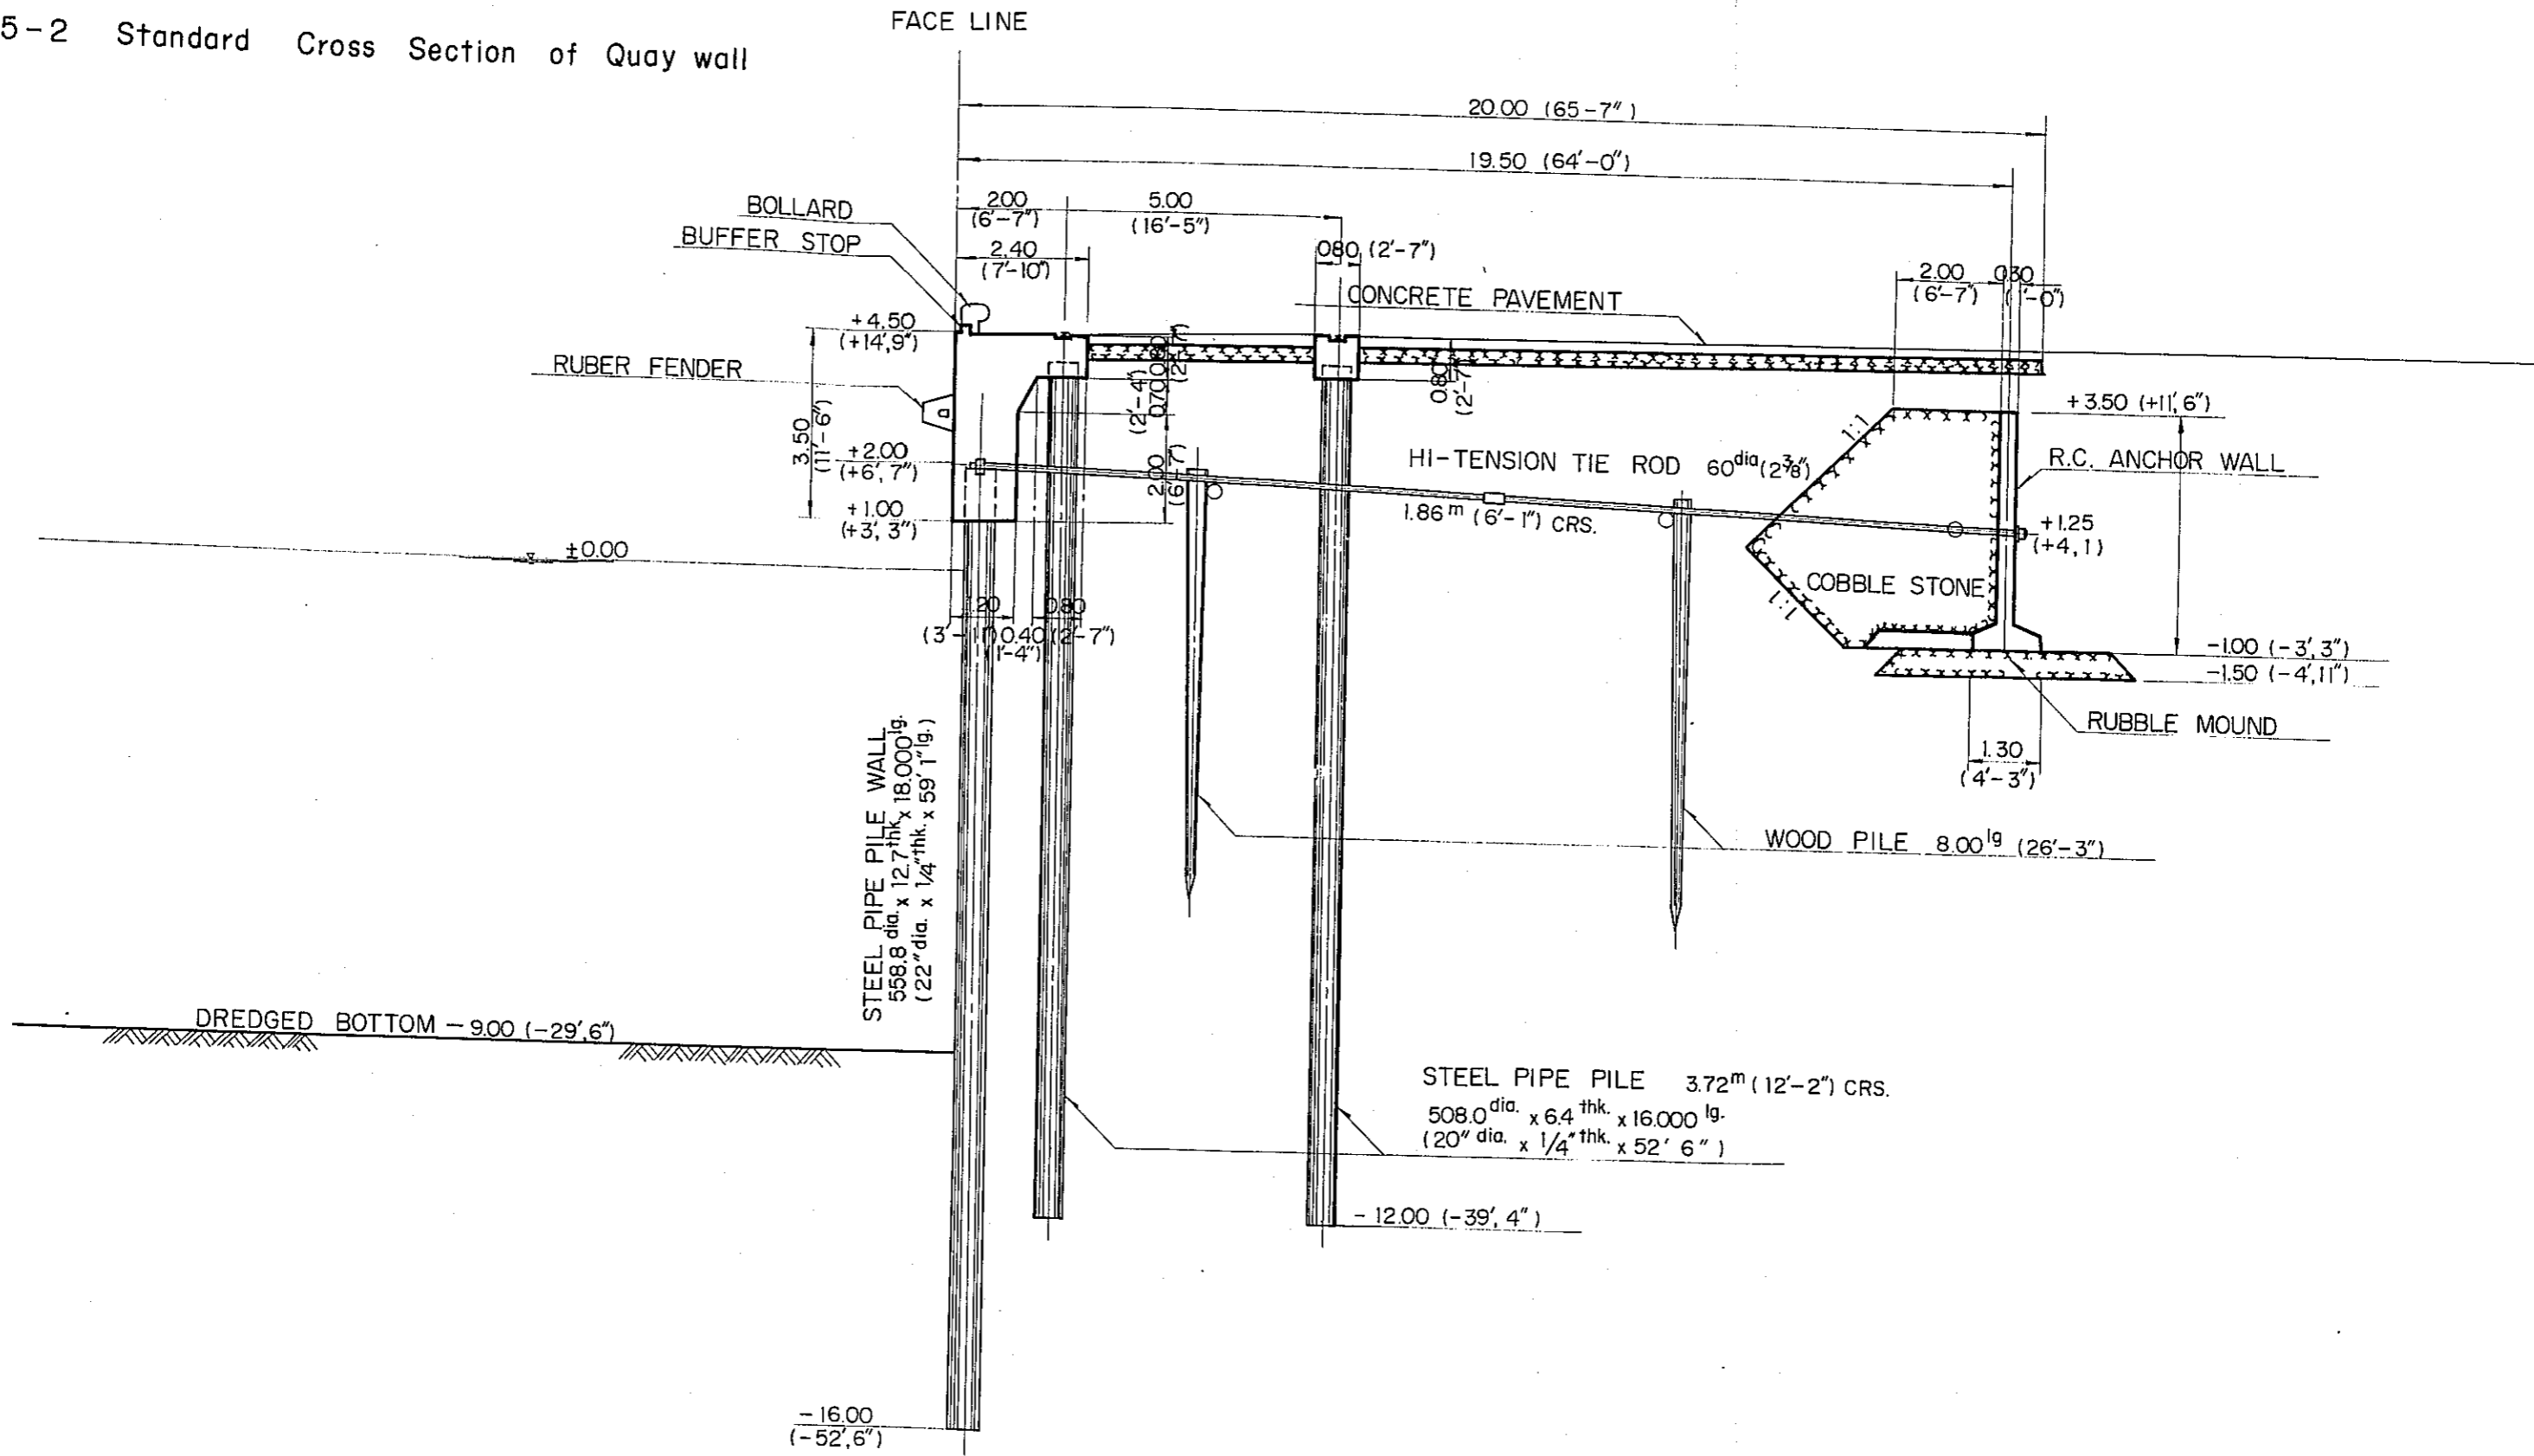 5-2 Standard Cross Section of Quay wall
FACE LINE
20.00 (65-7")
19.50 (64'-0")
2.00
(6'-7")
5.00
(16'-5")
BOLLARD
BUFFER STOP
2.40
(7'-10")
0.80 (2'-7")
2.00
(6'-7")
0.30
CONCRETE PAVEMENT
+4.50
(+14',9")
RUBER FENDER
3.50
(11'-6")
+2.00
(+6',7")
+1.00
(+3',3")
0.70
(2'-4")
2.00
(6'-7")
0.80
(2'-7")
+3.50 (+11',6")
1:1
HI-TENSION TIE ROD 60dia(2⅜")
1.86m (6'-1") CRS.
R.C. ANCHOR WALL
+1.25
(+4,1)
±0.00
COBBLE STONE
1:1
1.20
0.40
(1'-4")
0.80
(2'-7")
-1.00 (-3',3")
-1.50 (-4',11")
RUBBLE MOUND
1.30
(4'-3")
STEEL PIPE PILE WALL
558.8 dia. x 12.7thk x 18.000lg.
(22"dia. x 1/4"thk. x 59' 1"lg.)
WOOD PILE 8.00lg (26'-3")
DREDGED BOTTOM -9.00 (-29',6")
STEEL PIPE PILE 3.72m (12'-2") CRS.
508.0dia. x 6.4thk. x 16.000lg.
(20"dia. x 1/4"thk. x 52' 6")
-12.00 (-39',4")
-16.00
(-52',6")